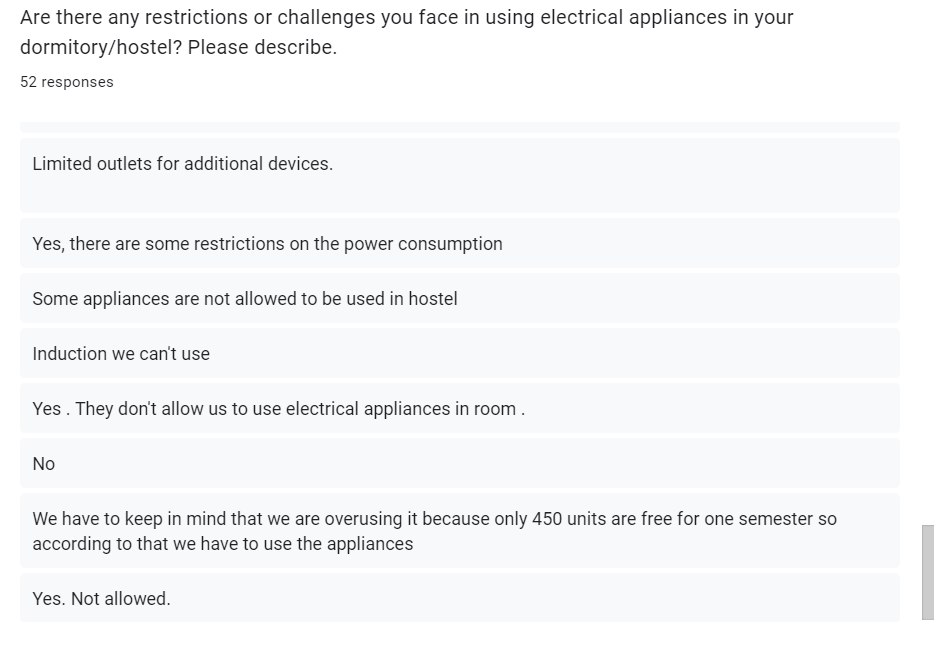 Are there any restrictions or challenges you face in using electrical appliances in your
dormitory/hostel? Please describe.
52 responses
Limited outlets for additional devices.
Yes, there are some restrictions on the power consumption
Some appliances are not allowed to be used in hostel
Induction we can't use
Yes . They don't allow us to use electrical appliances in room .
No
We have to keep in mind that we are overusing it because only 450 units are free for one semester so
according to that we have to use the appliances
Yes. Not allowed.